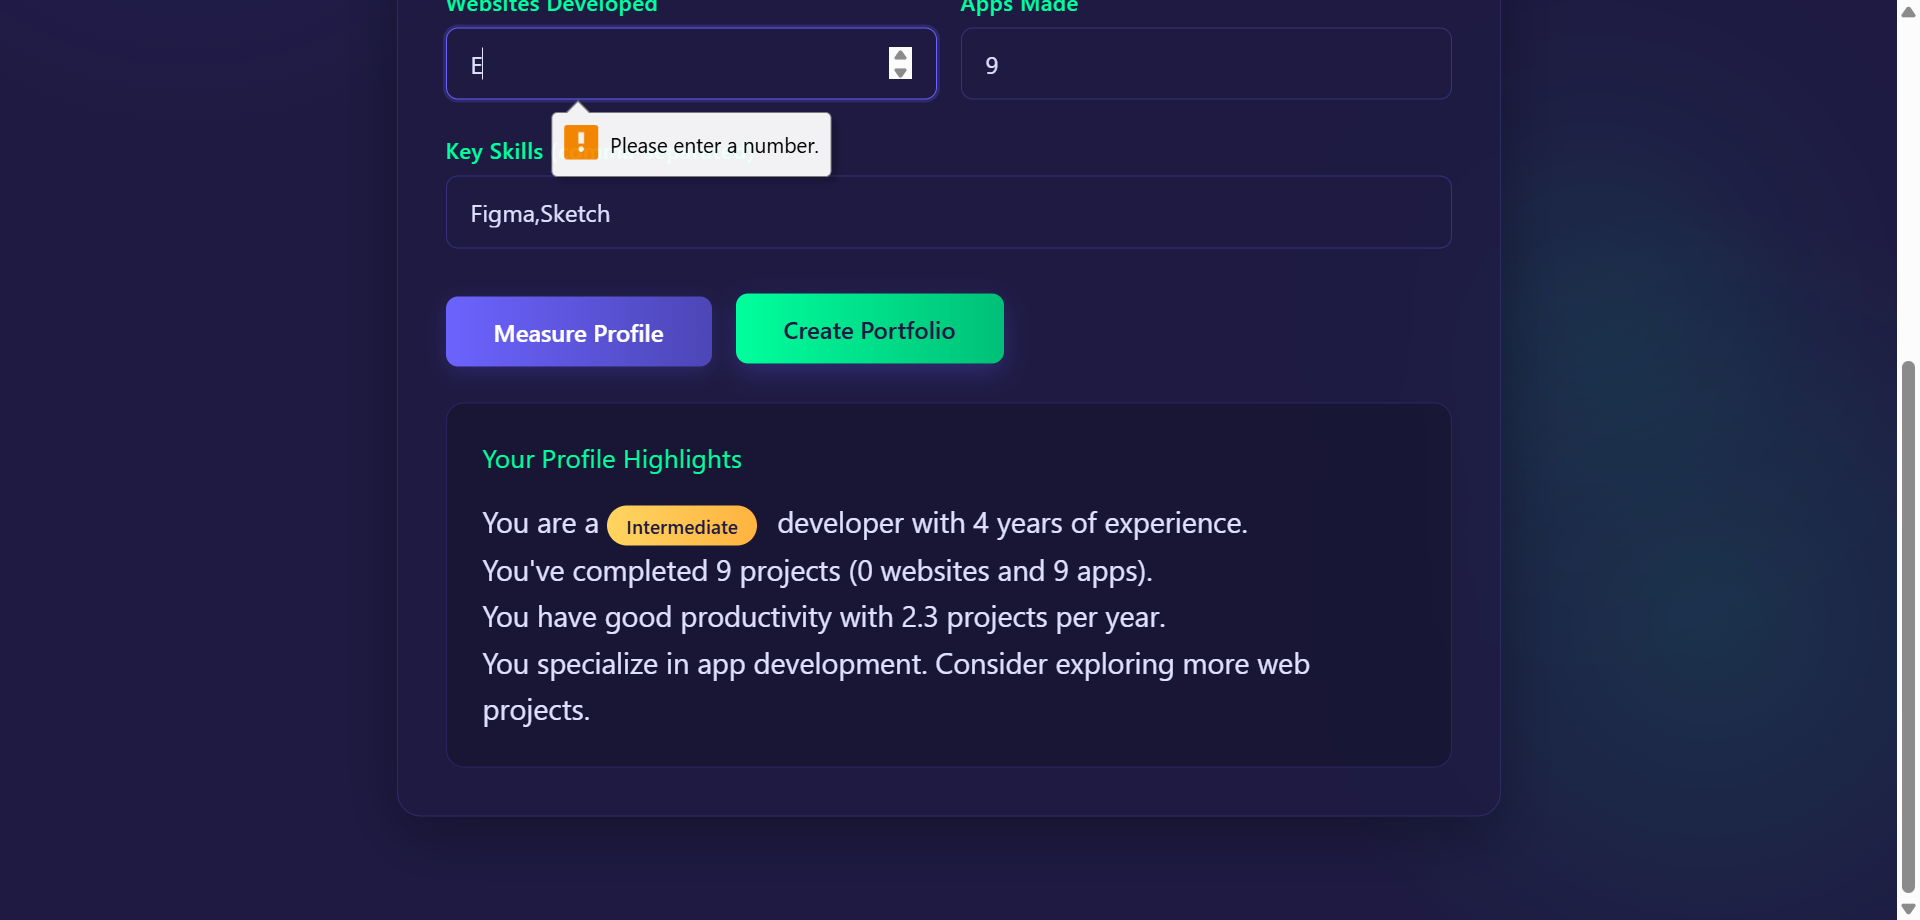 Websites Developed
Apps Made
E
9
Please enter a number.
Key Skills
Figma,Sketch
Measure Profile
Create Portfolio
Your Profile Highlights
You are a Intermediate developer with 4 years of experience.
You've completed 9 projects (0 websites and 9 apps).
You have good productivity with 2.3 projects per year.
You specialize in app development. Consider exploring more web
projects.